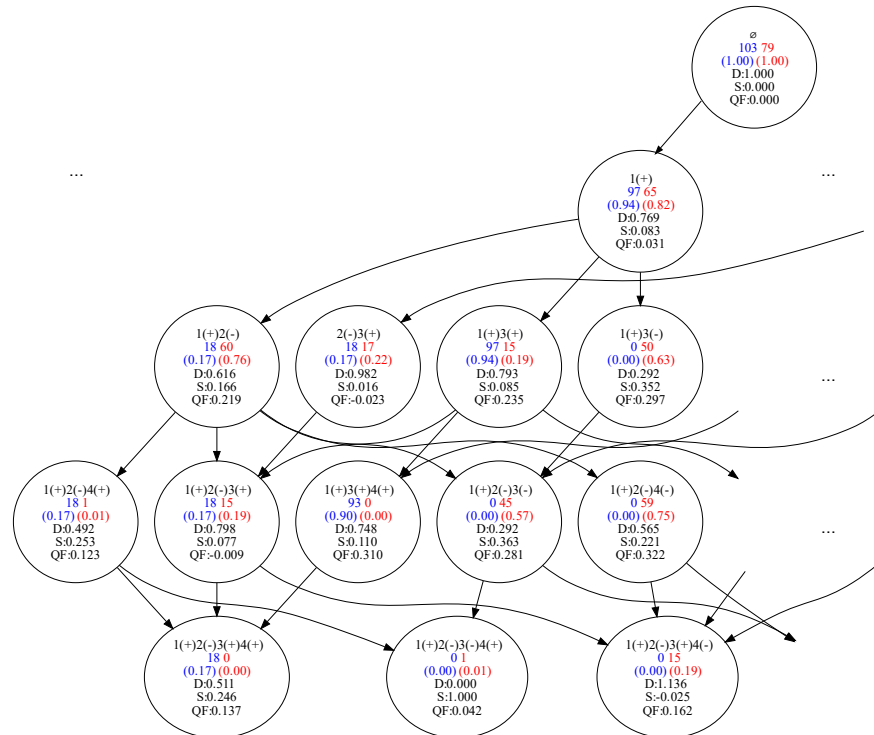 ∅
103 79
(1.00) (1.00)
D:1.000
S:0.000
QF:0.000
...
1(+)
97 65
(0.94) (0.82)
D:0.769
S:0.083
QF:0.031
...
1(+)2(-)
18 60
(0.17) (0.76)
D:0.616
S:0.166
QF:0.219
2(-)3(+)
18 17
(0.17) (0.22)
D:0.982
S:0.016
QF:-0.023
1(+)3(+)
97 15
(0.94) (0.19)
D:0.793
S:0.085
QF:0.235
1(+)3(-)
0 50
(0.00) (0.63)
D:0.292
S:0.352
QF:0.297
...
1(+)2(-)4(+)
18 1
(0.17) (0.01)
D:0.492
S:0.253
QF:0.123
1(+)2(-)3(+)
18 15
(0.17) (0.19)
D:0.798
S:0.077
QF:-0.009
1(+)3(+)4(+)
93 0
(0.90) (0.00)
D:0.748
S:0.110
QF:0.310
1(+)2(-)3(-)
0 45
(0.00) (0.57)
D:0.292
S:0.363
QF:0.281
1(+)2(-)4(-)
0 59
(0.00) (0.75)
D:0.565
S:0.221
QF:0.322
...
1(+)2(-)3(+)4(+)
18 0
(0.17) (0.00)
D:0.511
S:0.246
QF:0.137
1(+)2(-)3(-)4(+)
0 1
(0.00) (0.01)
D:0.000
S:1.000
QF:0.042
1(+)2(-)3(+)4(-)
0 15
(0.00) (0.19)
D:1.136
S:-0.025
QF:0.162